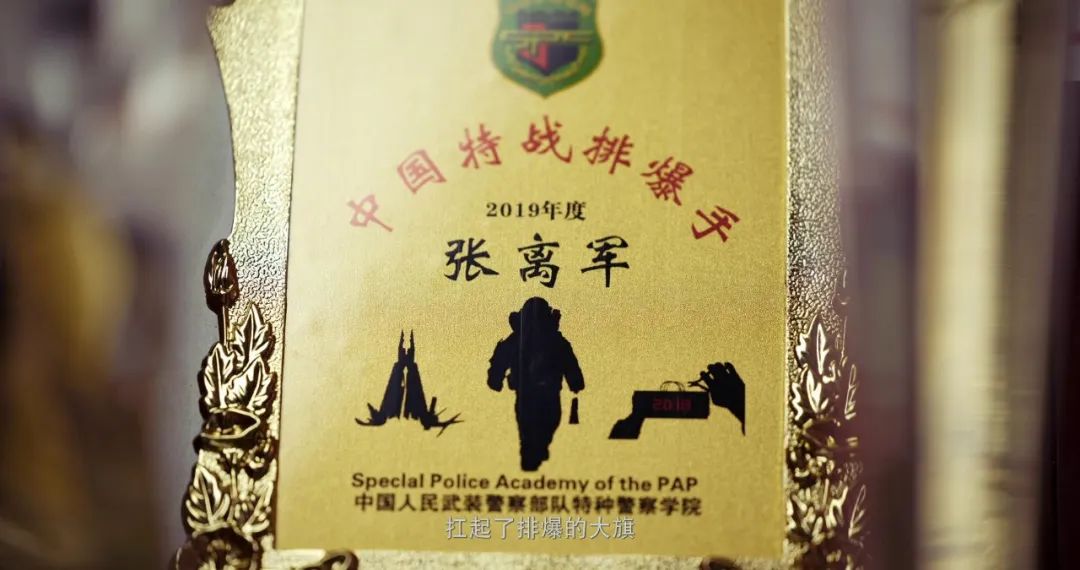 中国特战排爆手
2019年度
张离军
20:18
Special Police Academy of the PAP
中国人民武装警察部队特种警察学院
扛起了排爆的大旗